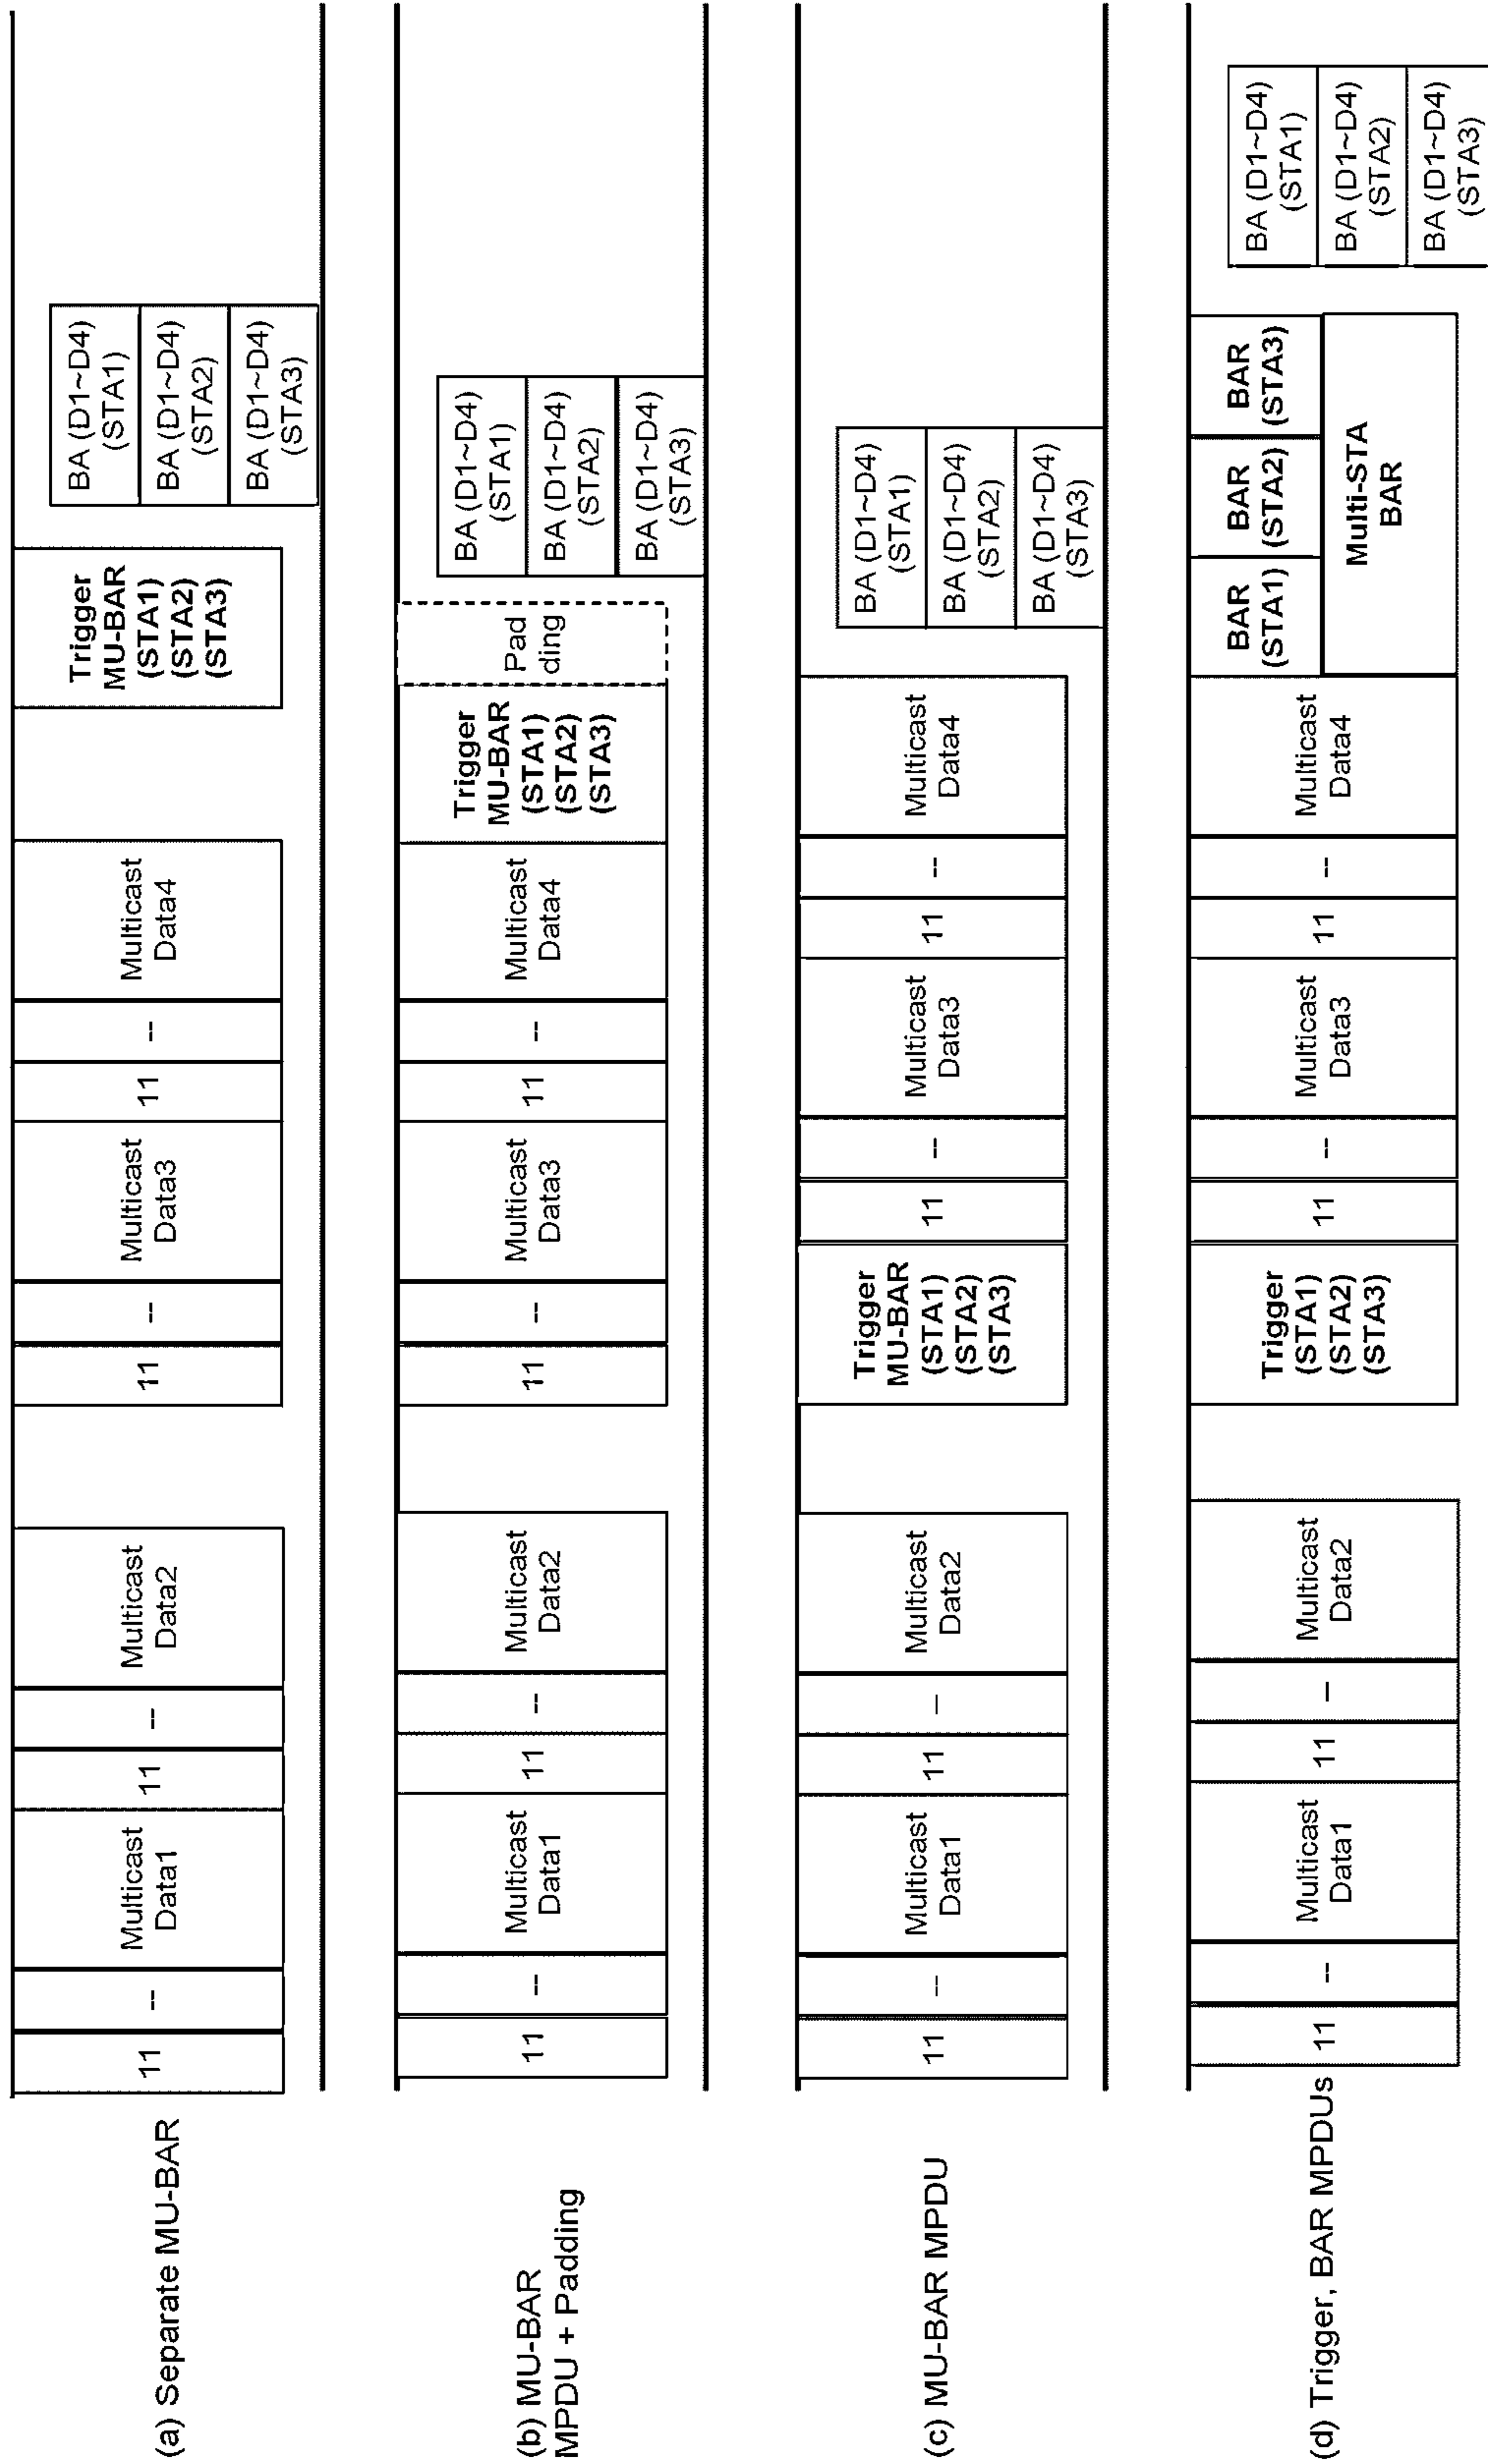 (a) Separate MU-BAR
11
--
Multicast
Data1
11
--
Multicast
Data2
11
--
Multicast
Data3
11
--
Multicast
Data4
Trigger
MU-BAR
(STA1)
(STA2)
(STA3)
BA (D1~D4)
(STA1)
BA (D1~D4)
(STA2)
BA (D1~D4)
(STA3)
(b) MU-BAR
MPDU + Padding
11
--
Multicast
Data1
11
--
Multicast
Data2
11
--
Multicast
Data3
11
--
Multicast
Data4
Trigger
MU-BAR
(STA1)
(STA2)
(STA3)
Pad
ding
BA (D1~D4)
(STA1)
BA (D1~D4)
(STA2)
BA (D1~D4)
(STA3)
(c) MU-BAR MPDU
11
--
Multicast
Data1
11
--
Multicast
Data2
Trigger
MU-BAR
(STA1)
(STA2)
(STA3)
11
--
Multicast
Data3
11
--
Multicast
Data4
BA (D1~D4)
(STA1)
BA (D1~D4)
(STA2)
BA (D1~D4)
(STA3)
(d) Trigger, BAR MPDUs
11
--
Multicast
Data1
11
--
Multicast
Data2
Trigger
(STA1)
(STA2)
(STA3)
11
--
Multicast
Data3
11
--
Multicast
Data4
BAR
(STA1)
BAR
(STA2)
BAR
(STA3)
Multi-STA
BAR
BA (D1~D4)
(STA1)
BA (D1~D4)
(STA2)
BA (D1~D4)
(STA3)